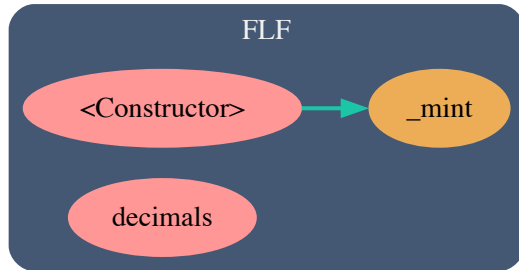 FLF
<Constructor>
_mint
decimals